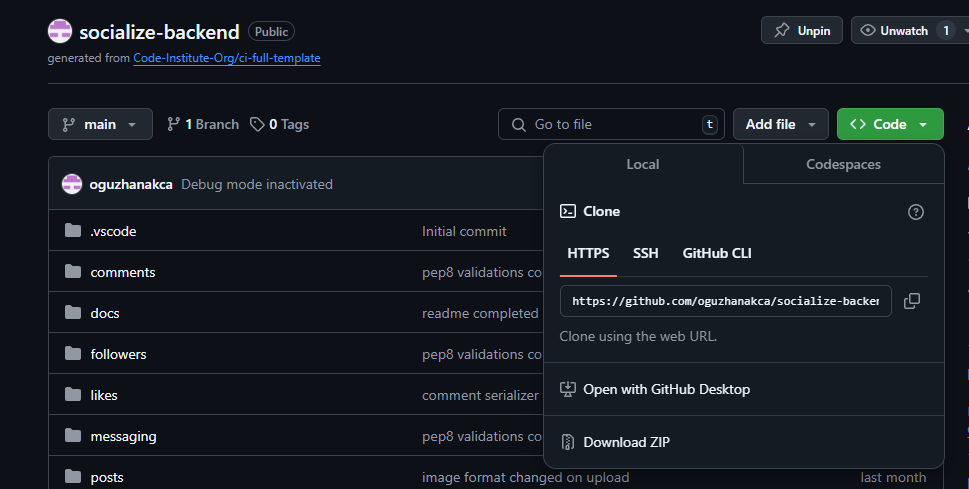 socialize-backend Public
Unpin
Unwatch 1
generated from Code-Institute-Org/ci-full-template
main
1 Branch
0 Tags
Go to file t
Add file
<> Code
oguzhanakca Debug mode inactivated
Local Codespaces
Clone
HTTPS SSH GitHub CLI
https://github.com/oguzhanakca/socialize-backen
Clone using the web URL.
Open with GitHub Desktop
Download ZIP
.vscode Initial commit
comments pep8 validations co
docs readme completed
followers pep8 validations co
likes comment serializer
messaging pep8 validations co
posts image format changed on upload last month